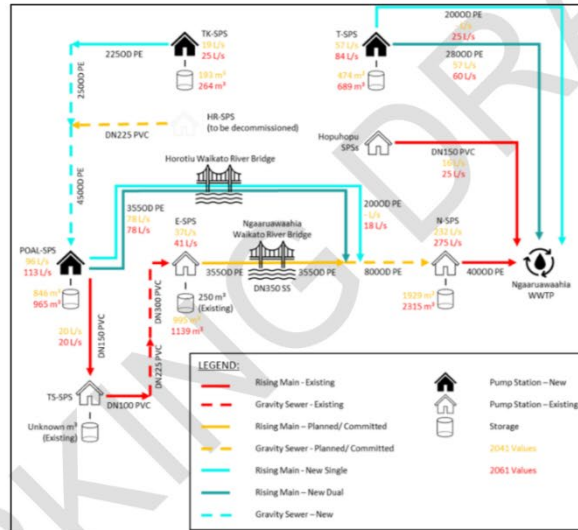 TK-SPS
19 L/s
25 L/s
193 m³
264 m³
225OD PE
250OD PE
HR-SPS
(to be decommissioned)
DN225 PVC
450OD PE
T-SPS
57 L/s
84 L/s
474 m³
689 m³
200OD PE
- L/s
25 L/s
280OD PE
57 L/s
60 L/s
Hopuhopu
SPSs
DN150 PVC
16 L/s
25 L/s
Horotiu Waikato River Bridge
355OD PE
78 L/s
78 L/s
E-SPS
37L/s
41 L/s
Ngaaruawaahia
Waikato River Bridge
200OD PE
- L/s
18 L/s
N-SPS
232 L/s
275 L/s
POAL-SPS
96 L/s
113 L/s
846 m³
965 m³
355OD PE
355OD PE
DN350 SS
800OD PE
400OD PE
Ngaaruawaahia
WWTP
250 m³
(Existing)
995 m³
1139 m³
1929 m³
2315 m³
DN300 PVC
DN225 PVC
DN150 PVC
20 L/s
20 L/s
TS-SPS
DN100 PVC
Unknown m³
(Existing)
LEGEND:
Rising Main - Existing
Gravity Sewer - Existing
Rising Main – Planned/ Committed
Gravity Sewer - Planned/ Committed
Rising Main - New Single
Rising Main – New Dual
Gravity Sewer – New
Pump Station – New
Pump Station – Existing
Storage
2041 Values
2061 Values